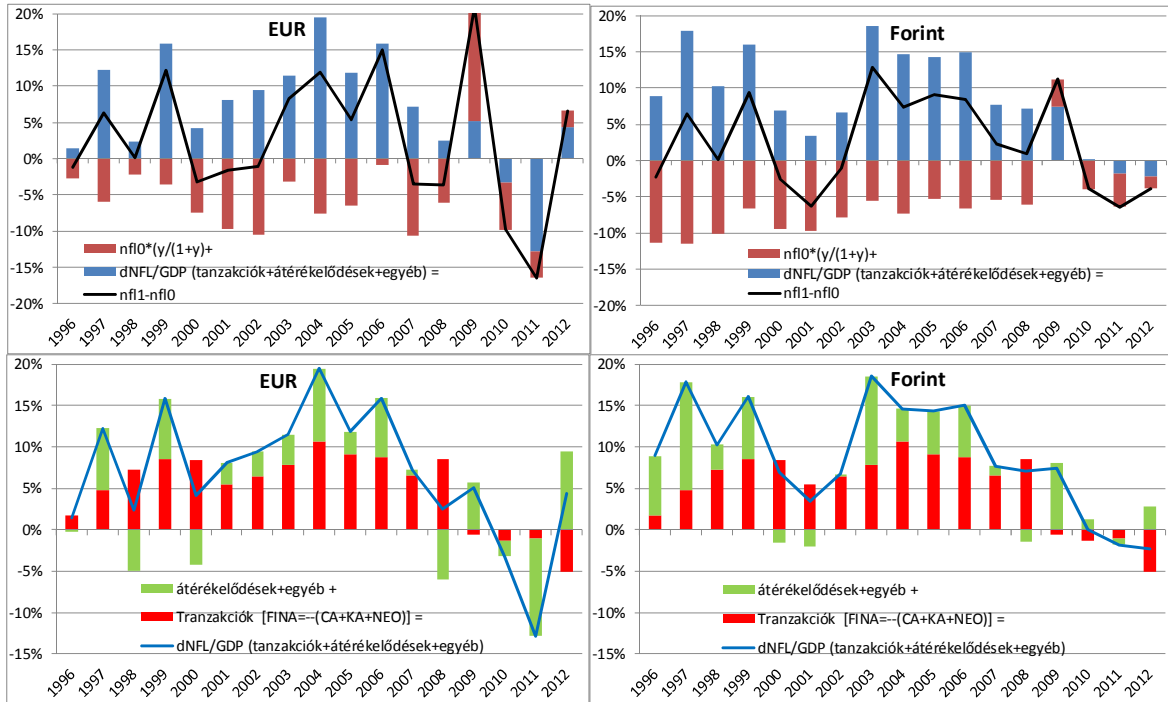 EUR
20%
15%
10%
5%
0%
-5%
-10%
-15%
-20%
nfl0*(y/(1+y)+
dNFL/GDP (tanzakciók+átérékelődések+egyéb) =
nfl1-nfl0
1996 1997 1998 1999 2000 2001 2002 2003 2004 2005 2006 2007 2008 2009 2010 2011 2012
Forint
20%
15%
10%
5%
0%
-5%
-10%
-15%
-20%
nfl0*(y/(1+y)+
dNFL/GDP (tanzakciók+átérékelődések+egyéb) =
nfl1-nfl0
1996 1997 1998 1999 2000 2001 2002 2003 2004 2005 2006 2007 2008 2009 2010 2011 2012
EUR
20%
15%
10%
5%
0%
-5%
-10%
-15%
átérékelődések+egyéb +
Tranzakciók [FINA=--(CA+KA+NEO)] =
dNFL/GDP (tanzakciók+átérékelődések+egyéb)
1996 1997 1998 1999 2000 2001 2002 2003 2004 2005 2006 2007 2008 2009 2010 2011 2012
Forint
20%
15%
10%
5%
0%
-5%
-10%
-15%
átérékelődések+egyéb +
Tranzakciók [FINA=--(CA+KA+NEO)] =
dNFL/GDP (tanzakciók+átérékelődések+egyéb)
1996 1997 1998 1999 2000 2001 2002 2003 2004 2005 2006 2007 2008 2009 2010 2011 2012